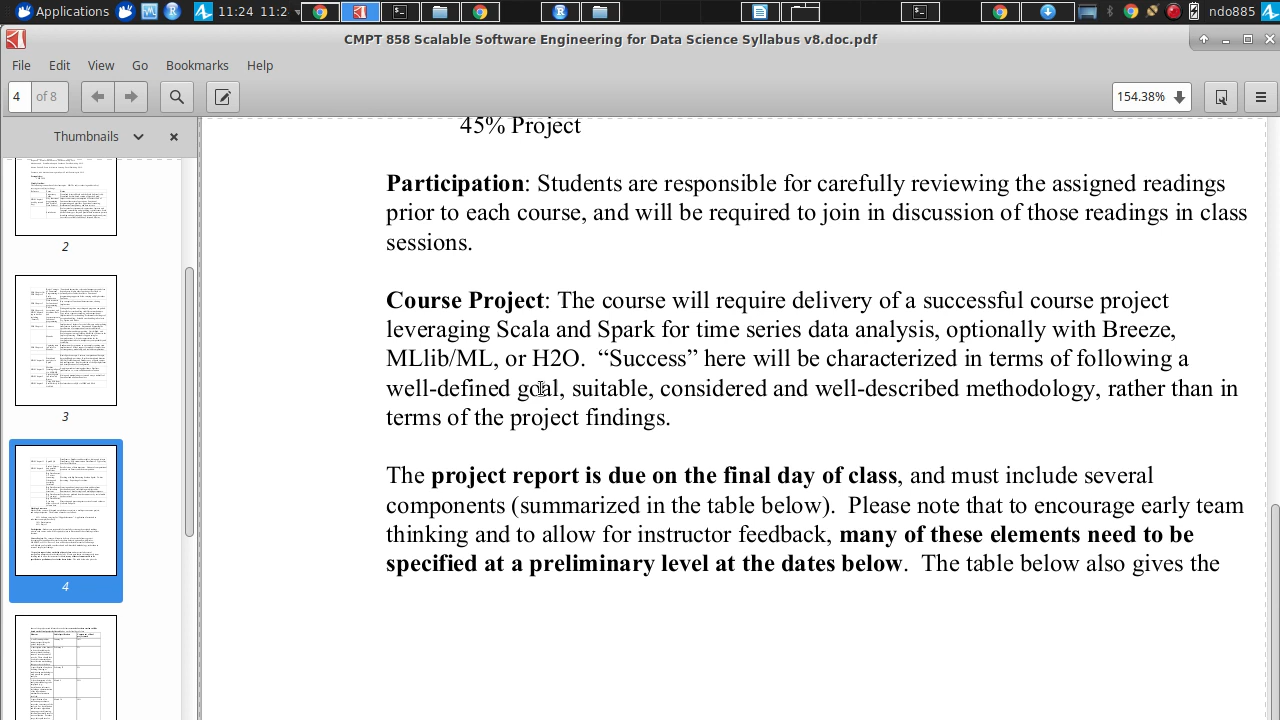 Applications 11:24 11:2 ndo885
CMPT 858 Scalable Software Engineering for Data Science Syllabus v8.doc.pdf
File Edit View Go Bookmarks Help
4 of 8 154.38%
Thumbnails
2
3
4
45% Project
Participation: Students are responsible for carefully reviewing the assigned readings
prior to each course, and will be required to join in discussion of those readings in class
sessions.
Course Project: The course will require delivery of a successful course project
leveraging Scala and Spark for time series data analysis, optionally with Breeze,
MLlib/ML, or H2O. “Success” here will be characterized in terms of following a
well-defined goal, suitable, considered and well-described methodology, rather than in
terms of the project findings.
The project report is due on the final day of class, and must include several
components (summarized in the table below). Please note that to encourage early team
thinking and to allow for instructor feedback, many of these elements need to be
specified at a preliminary level at the dates below. The table below also gives the